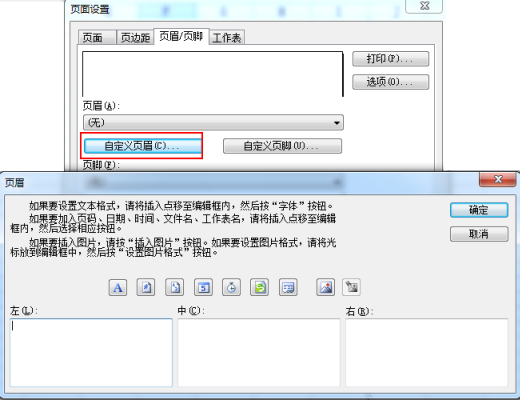 页面设置
页面 页边距 页眉/页脚 工作表
打印(P)...
选项(O)...
页眉(A):
(无)
自定义页眉(C)... 自定义页脚(U)...
页脚(F):
页眉
如果要设置文本格式，请将插入点移至编辑框内，然后按“字体”按钮。
如果要加入页码、日期、时间、文件名、工作表名，请将插入点移至编辑
框内，然后选择相应按钮。
如果要插入图片，请按“插入图片”按钮。如果要设置图片格式，请将光
标放到编辑框中，然后按“设置图片格式”按钮。
确定
取消
A
5
左(L): 中(C): 右(R):